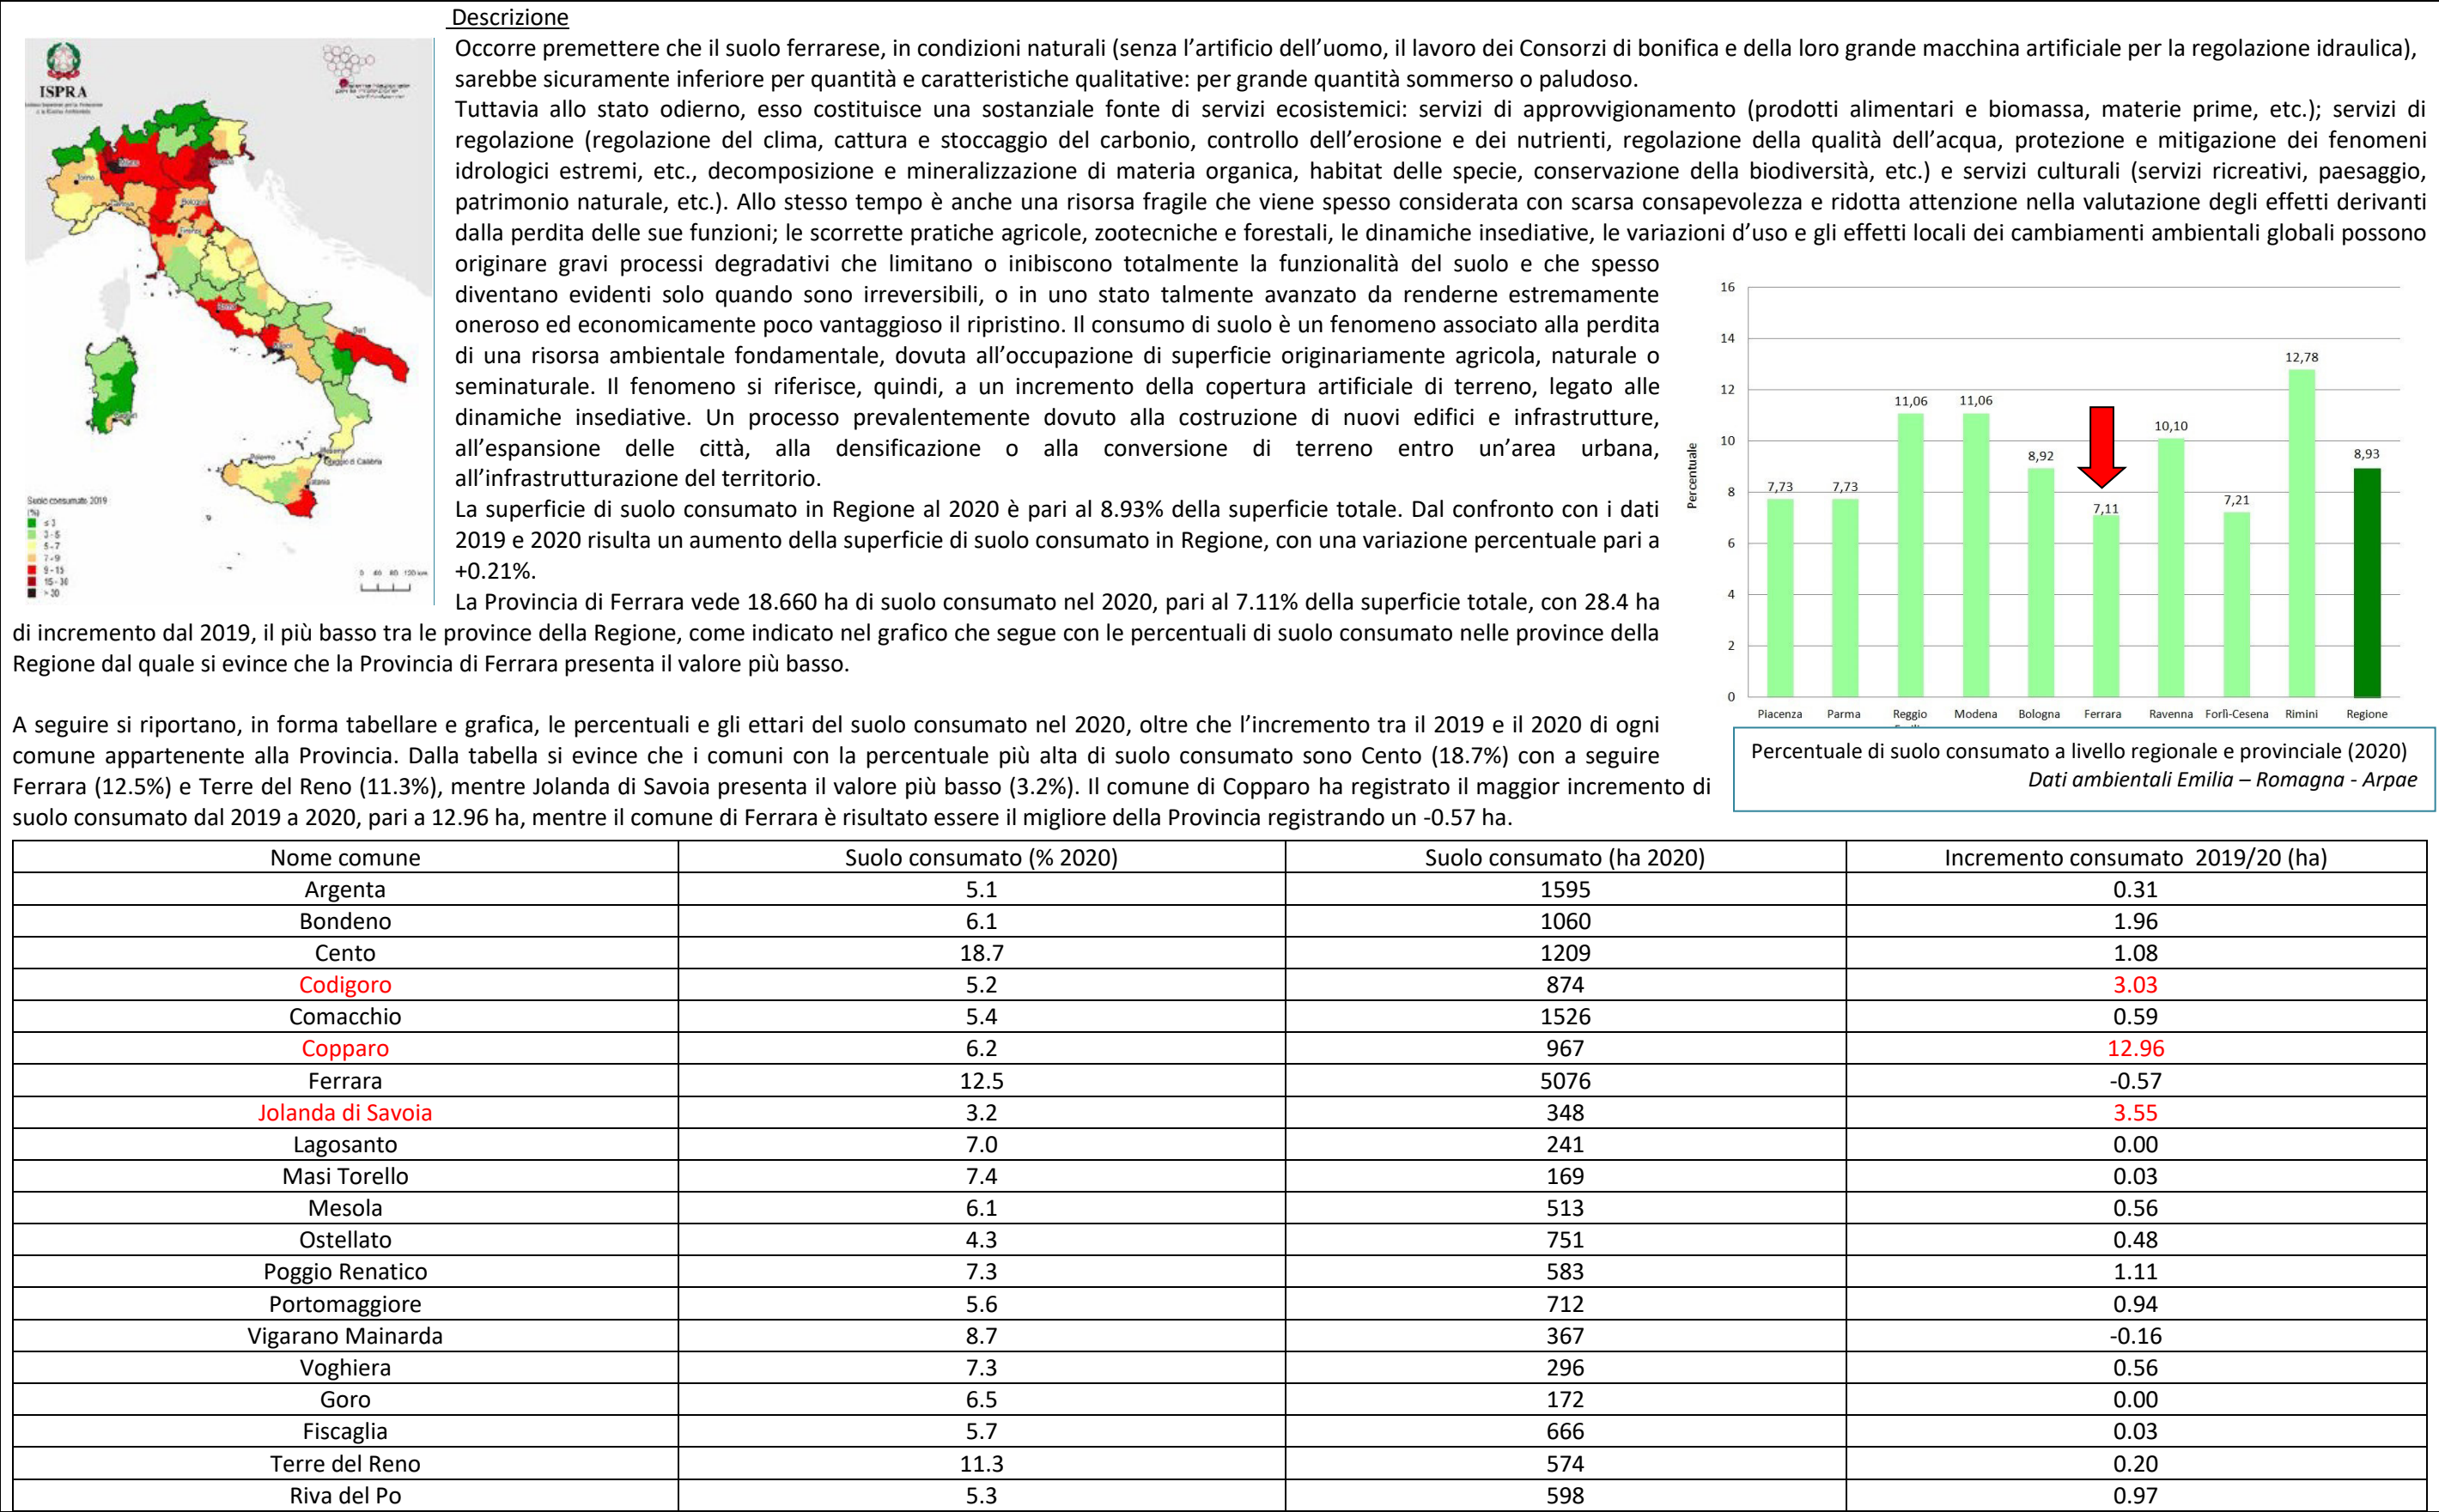 Descrizione
Occorre premettere che il suolo ferrarese, in condizioni naturali (senza l’artificio dell’uomo, il lavoro dei Consorzi di bonifica e della loro grande macchina artificiale per la regolazione idraulica),
sarebbe sicuramente inferiore per quantità e caratteristiche qualitative: per grande quantità sommerso o paludoso.
Tuttavia allo stato odierno, esso costituisce una sostanziale fonte di servizi ecosistemici: servizi di approvvigionamento (prodotti alimentari e biomassa, materie prime, etc.); servizi di
regolazione (regolazione del clima, cattura e stoccaggio del carbonio, controllo dell’erosione e dei nutrienti, regolazione della qualità dell’acqua, protezione e mitigazione dei fenomeni
idrologici estremi, etc., decomposizione e mineralizzazione di materia organica, habitat delle specie, conservazione della biodiversità, etc.) e servizi culturali (servizi ricreativi, paesaggio,
patrimonio naturale, etc.). Allo stesso tempo è anche una risorsa fragile che viene spesso considerata con scarsa consapevolezza e ridotta attenzione nella valutazione degli effetti derivanti
dalla perdita delle sue funzioni; le scorrette pratiche agricole, zootecniche e forestali, le dinamiche insediative, le variazioni d’uso e gli effetti locali dei cambiamenti ambientali globali possono
originare gravi processi degradativi che limitano o inibiscono totalmente la funzionalità del suolo e che spesso
diventano evidenti solo quando sono irreversibili, o in uno stato talmente avanzato da renderne estremamente
oneroso ed economicamente poco vantaggioso il ripristino. Il consumo di suolo è un fenomeno associato alla perdita
di una risorsa ambientale fondamentale, dovuta all’occupazione di superficie originariamente agricola, naturale o
seminaturale. Il fenomeno si riferisce, quindi, a un incremento della copertura artificiale di terreno, legato alle
dinamiche insediative. Un processo prevalentemente dovuto alla costruzione di nuovi edifici e infrastrutture,
all’espansione delle città, alla densificazione o alla conversione di terreno entro un’area urbana,
all’infrastrutturazione del territorio.
La superficie di suolo consumato in Regione al 2020 è pari al 8.93% della superficie totale. Dal confronto con i dati
2019 e 2020 risulta un aumento della superficie di suolo consumato in Regione, con una variazione percentuale pari a
+0.21%.
La Provincia di Ferrara vede 18.660 ha di suolo consumato nel 2020, pari al 7.11% della superficie totale, con 28.4 ha
di incremento dal 2019, il più basso tra le province della Regione, come indicato nel grafico che segue con le percentuali di suolo consumato nelle province della
Regione dal quale si evince che la Provincia di Ferrara presenta il valore più basso.
A seguire si riportano, in forma tabellare e grafica, le percentuali e gli ettari del suolo consumato nel 2020, oltre che l’incremento tra il 2019 e il 2020 di ogni
comune appartenente alla Provincia. Dalla tabella si evince che i comuni con la percentuale più alta di suolo consumato sono Cento (18.7%) con a seguire
Ferrara (12.5%) e Terre del Reno (11.3%), mentre Jolanda di Savoia presenta il valore più basso (3.2%). Il comune di Copparo ha registrato il maggior incremento di
suolo consumato dal 2019 a 2020, pari a 12.96 ha, mentre il comune di Ferrara è risultato essere il migliore della Provincia registrando un -0.57 ha.
ISPRA
Suolo consumato 2019
(%)
≤ 3
3 - 5
5 - 7
7 - 9
9 - 15
15 - 30
> 30
0 40 80 120 km
Percentuale
16
14
12
10
8
6
4
2
0
7,73
7,73
11,06
11,06
8,92
7,11
10,10
7,21
12,78
8,93
Piacenza Parma Reggio Modena Bologna Ferrara Ravenna Forlì-Cesena Rimini Regione
Percentuale di suolo consumato a livello regionale e provinciale (2020)
Dati ambientali Emilia – Romagna - Arpae
Nome comune Suolo consumato (% 2020) Suolo consumato (ha 2020) Incremento consumato 2019/20 (ha)
Argenta 5.1 1595 0.31
Bondeno 6.1 1060 1.96
Cento 18.7 1209 1.08
Codigoro 5.2 874 3.03
Comacchio 5.4 1526 0.59
Copparo 6.2 967 12.96
Ferrara 12.5 5076 -0.57
Jolanda di Savoia 3.2 348 3.55
Lagosanto 7.0 241 0.00
Masi Torello 7.4 169 0.03
Mesola 6.1 513 0.56
Ostellato 4.3 751 0.48
Poggio Renatico 7.3 583 1.11
Portomaggiore 5.6 712 0.94
Vigarano Mainarda 8.7 367 -0.16
Voghiera 7.3 296 0.56
Goro 6.5 172 0.00
Fiscaglia 5.7 666 0.03
Terre del Reno 11.3 574 0.20
Riva del Po 5.3 598 0.97